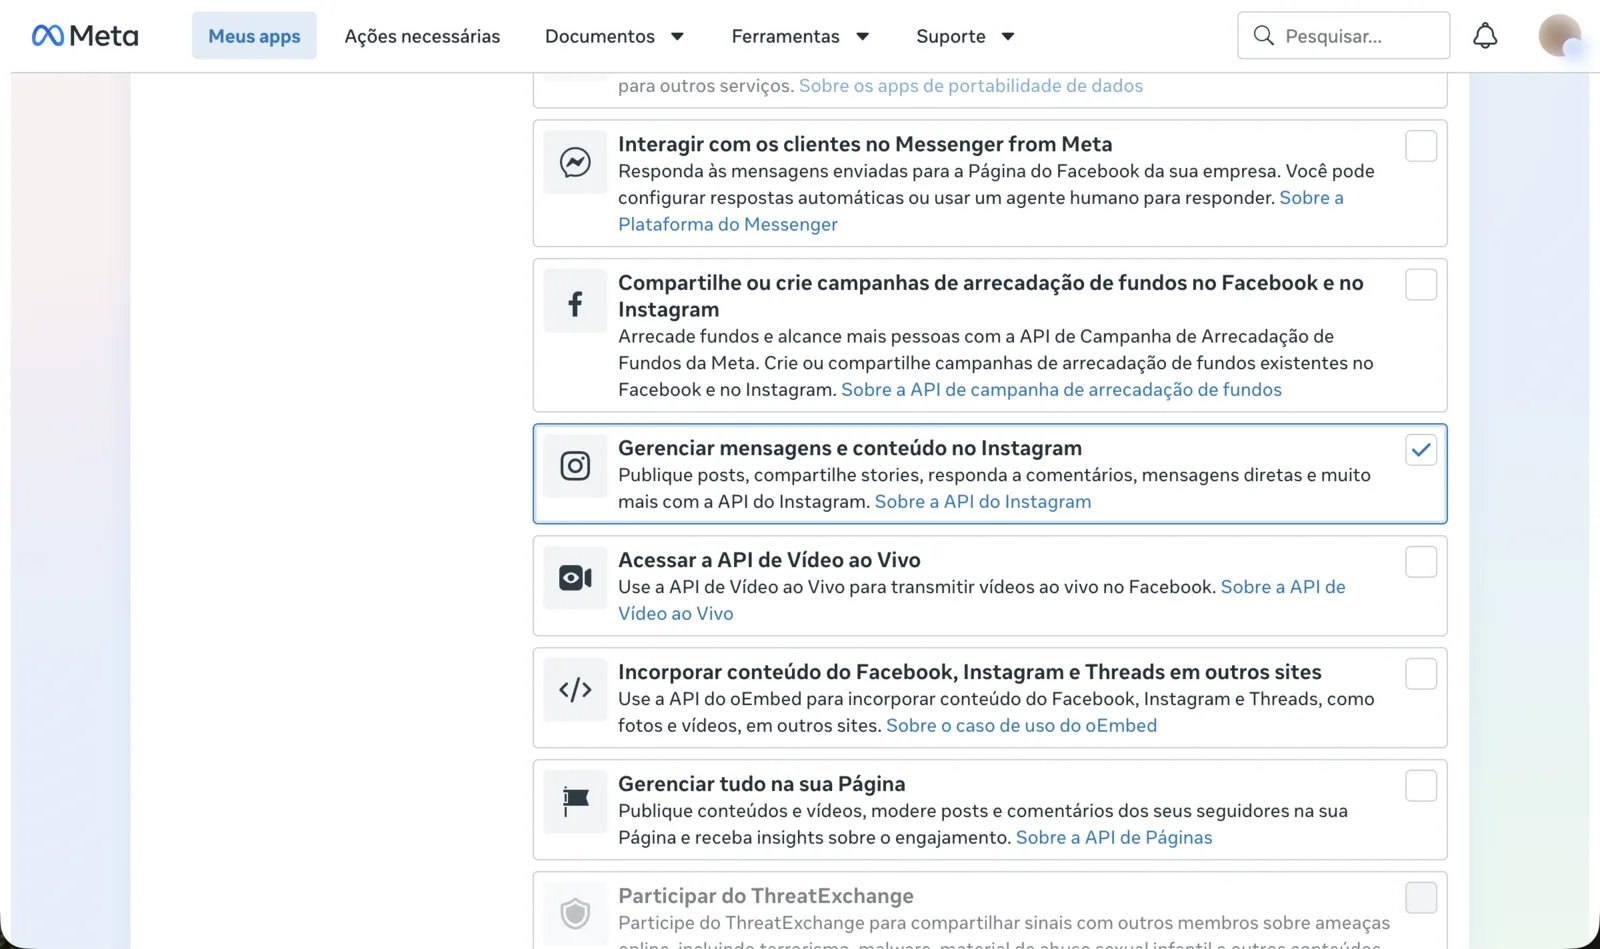 Meta
Meus apps
Ações necessárias
Documentos
Ferramentas
Suporte
Pesquisar...
para outros serviços. Sobre os apps de portabilidade de dados
Interagir com os clientes no Messenger from Meta
Responda às mensagens enviadas para a Página do Facebook da sua empresa. Você pode
configurar respostas automáticas ou usar um agente humano para responder. Sobre a
Plataforma do Messenger
Compartilhe ou crie campanhas de arrecadação de fundos no Facebook e no
Instagram
Arrecade fundos e alcance mais pessoas com a API de Campanha de Arrecadação de
Fundos da Meta. Crie ou compartilhe campanhas de arrecadação de fundos existentes no
Facebook e no Instagram. Sobre a API de campanha de arrecadação de fundos
Gerenciar mensagens e conteúdo no Instagram
Publique posts, compartilhe stories, responda a comentários, mensagens diretas e muito
mais com a API do Instagram. Sobre a API do Instagram
Acessar a API de Vídeo ao Vivo
Use a API de Vídeo ao Vivo para transmitir vídeos ao vivo no Facebook. Sobre a API de
Vídeo ao Vivo
Incorporar conteúdo do Facebook, Instagram e Threads em outros sites
Use a API do oEmbed para incorporar conteúdo do Facebook, Instagram e Threads, como
fotos e vídeos, em outros sites. Sobre o caso de uso do oEmbed
Gerenciar tudo na sua Página
Publique conteúdos e vídeos, modere posts e comentários dos seus seguidores na sua
Página e receba insights sobre o engajamento. Sobre a API de Páginas
Participar do ThreatExchange
Participe do ThreatExchange para compartilhar sinais com outros membros sobre ameaças
online, incluindo terrorismo, malware, material de abuso sexual infantil e outros conteúdos